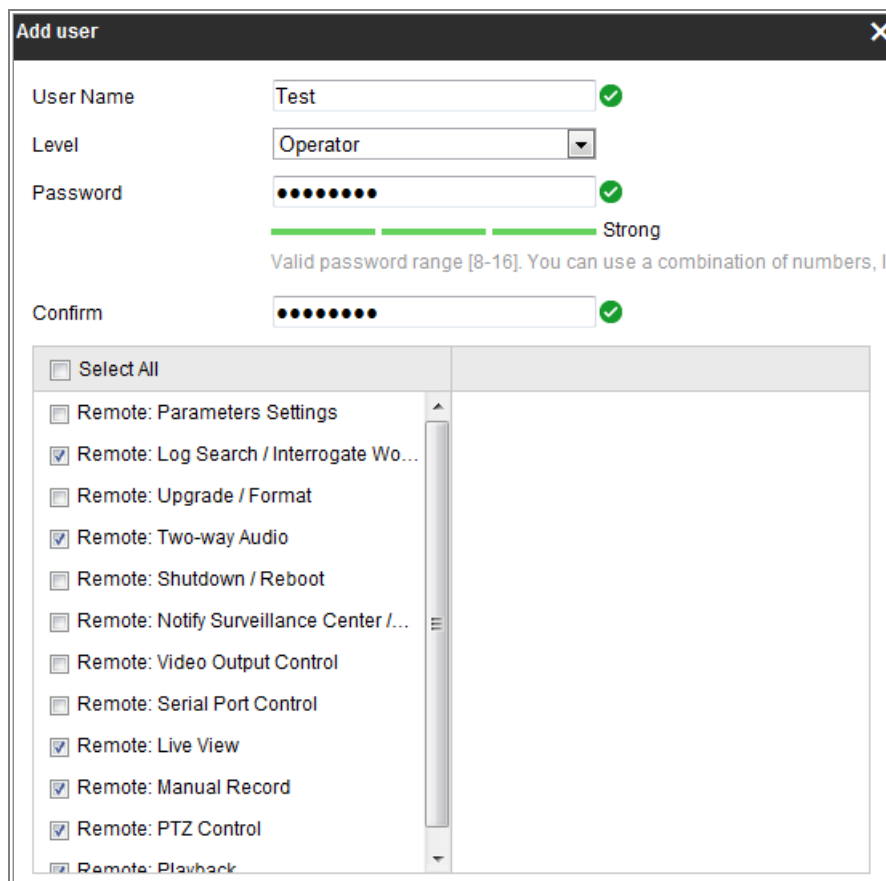 Add user
User Name Test
Level Operator
Password ••••••••
Strong
Valid password range [8-16]. You can use a combination of numbers,
Confirm ••••••••
Select All
Remote: Parameters Settings
Remote: Log Search / Interrogate Wo...
Remote: Upgrade / Format
Remote: Two-way Audio
Remote: Shutdown / Reboot
Remote: Notify Surveillance Center /...
Remote: Video Output Control
Remote: Serial Port Control
Remote: Live View
Remote: Manual Record
Remote: PTZ Control
Remote: Playback